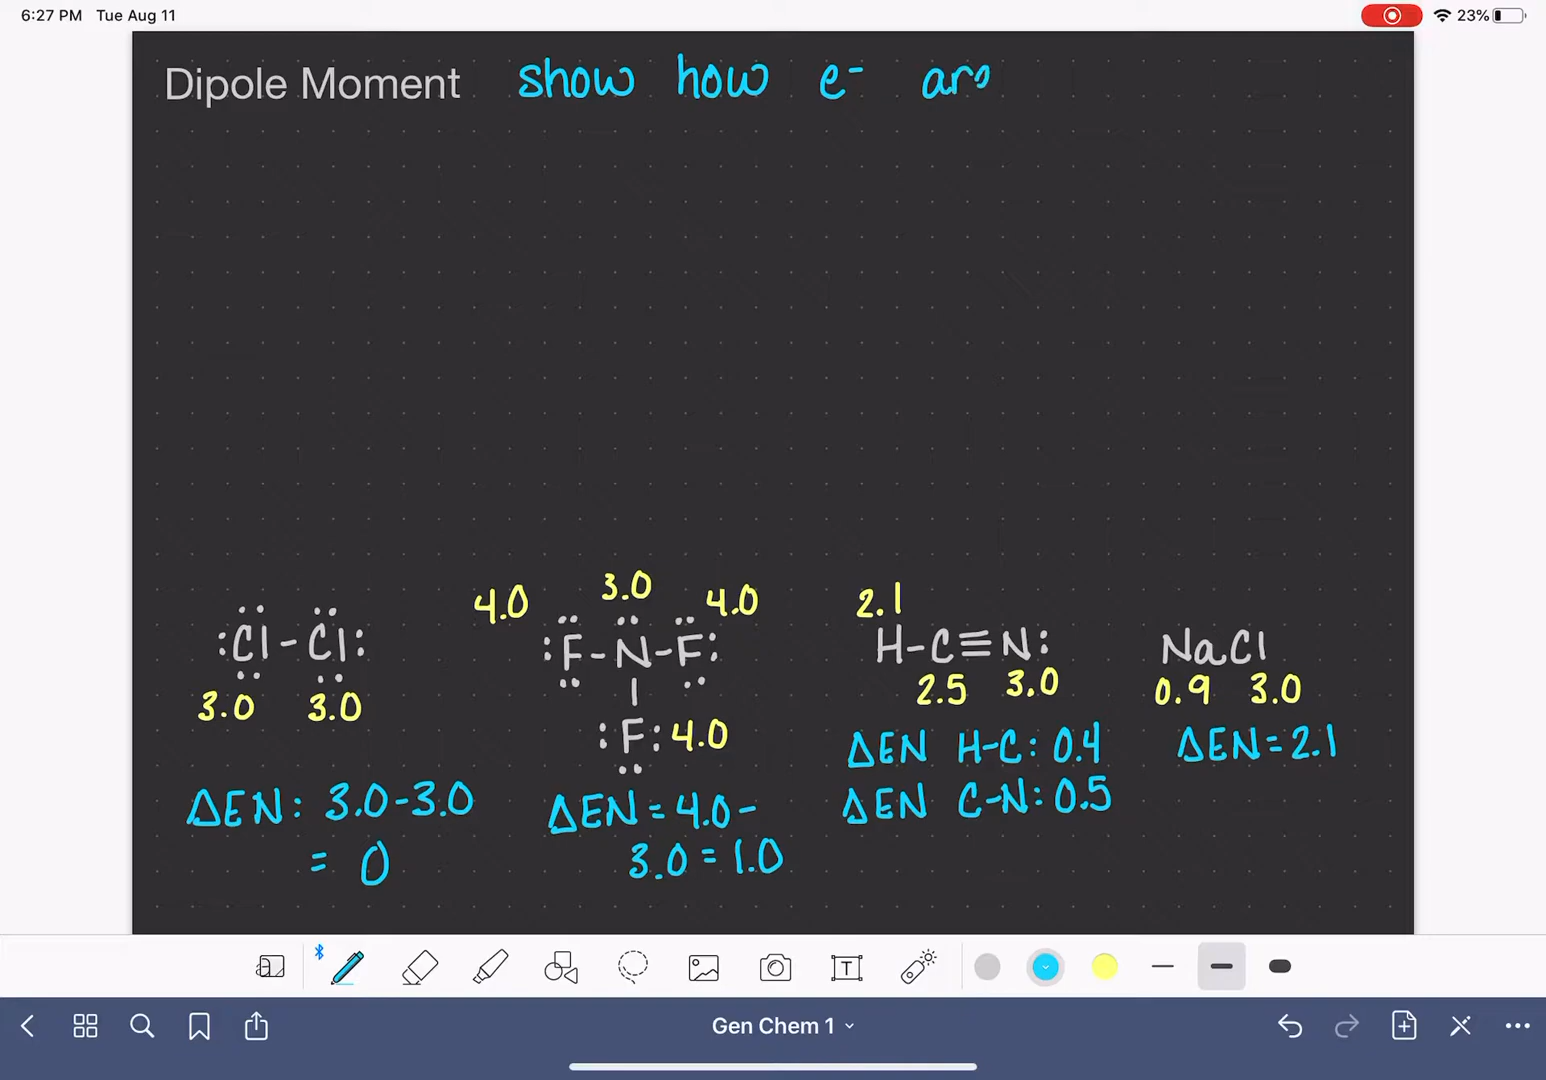 6:27 PM Tue Aug 11
23%
Dipole Moment show how e⁻ are
4.0 3.0 4.0
2.1
:Cl-Cl:
:F-N-F:
H-C≡N:
NaCl
3.0 3.0
2.5 3.0
0.9 3.0
:F: 4.0
ΔEN H-C: 0.4
ΔEN = 2.1
ΔEN: 3.0-3.0
= 0
ΔEN = 4.0-
3.0 = 1.0
ΔEN C-N: 0.5
T
Gen Chem 1